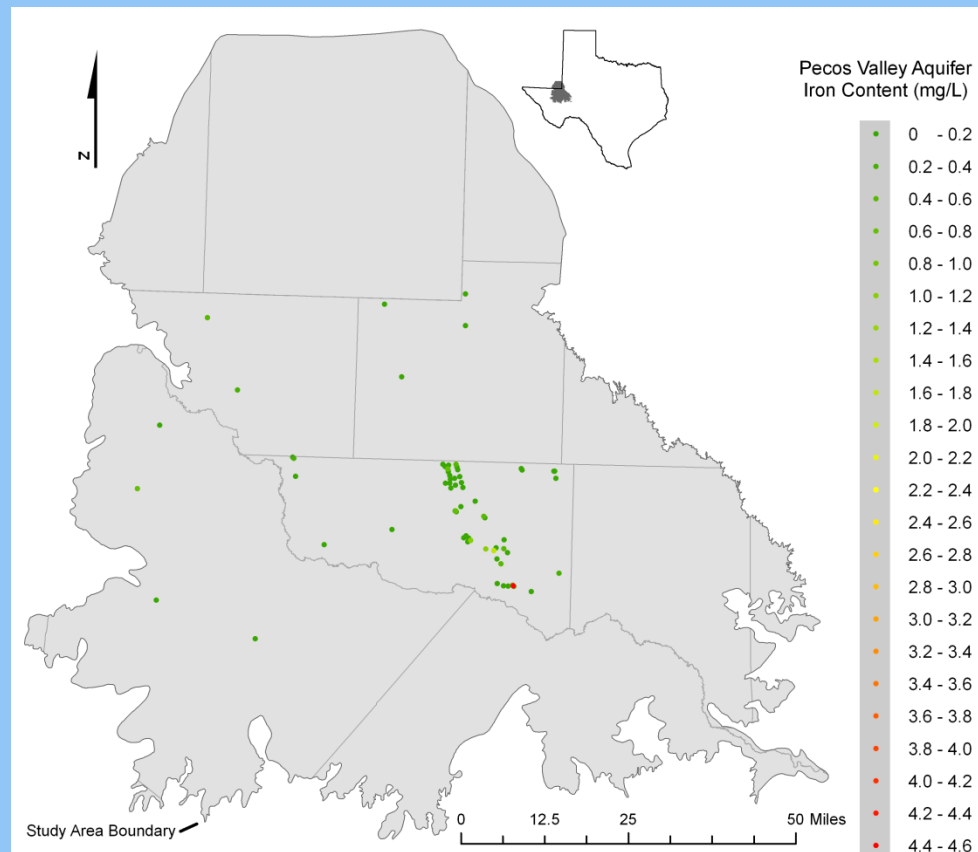 N
Pecos Valley Aquifer
Iron Content (mg/L)
0 - 0.2
0.2 - 0.4
0.4 - 0.6
0.6 - 0.8
0.8 - 1.0
1.0 - 1.2
1.2 - 1.4
1.4 - 1.6
1.6 - 1.8
1.8 - 2.0
2.0 - 2.2
2.2 - 2.4
2.4 - 2.6
2.6 - 2.8
2.8 - 3.0
3.0 - 3.2
3.2 - 3.4
3.4 - 3.6
3.6 - 3.8
3.8 - 4.0
4.0 - 4.2
4.2 - 4.4
4.4 - 4.6
Study Area Boundary
0 12.5 25 50 Miles